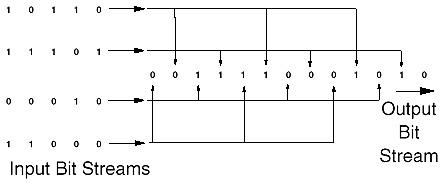 1 0 1 1 0
1 1 1 0 1
0 0 1 1 1 1 0 0 0 1 0 1 0
0 0 0 1 0
Output
Bit
Stream
1 1 0 0 0
Input Bit Streams